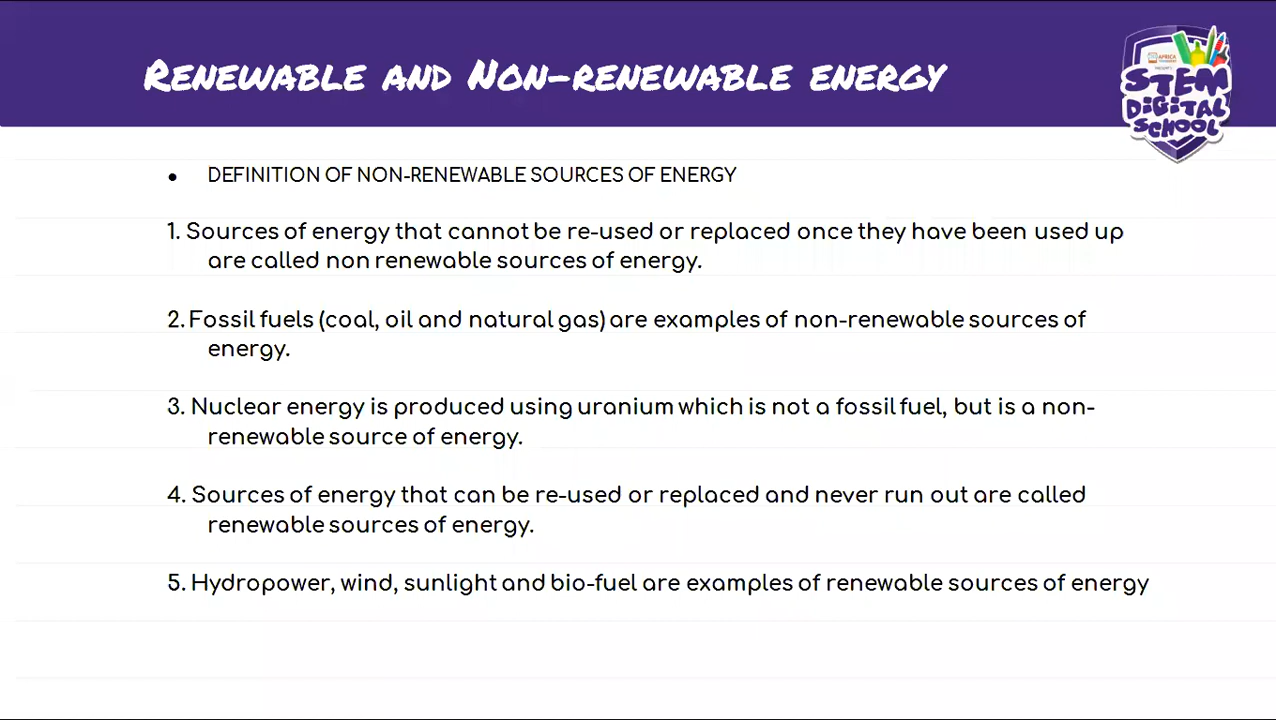 Renewable and Non-renewable energy
AFRICA
STEM
DIGITAL
SCHOOL
• DEFINITION OF NON-RENEWABLE SOURCES OF ENERGY
1. Sources of energy that cannot be re-used or replaced once they have been used up
are called non renewable sources of energy.
2. Fossil fuels (coal, oil and natural gas) are examples of non-renewable sources of
energy.
3. Nuclear energy is produced using uranium which is not a fossil fuel, but is a non-
renewable source of energy.
4. Sources of energy that can be re-used or replaced and never run out are called
renewable sources of energy.
5. Hydropower, wind, sunlight and bio-fuel are examples of renewable sources of energy